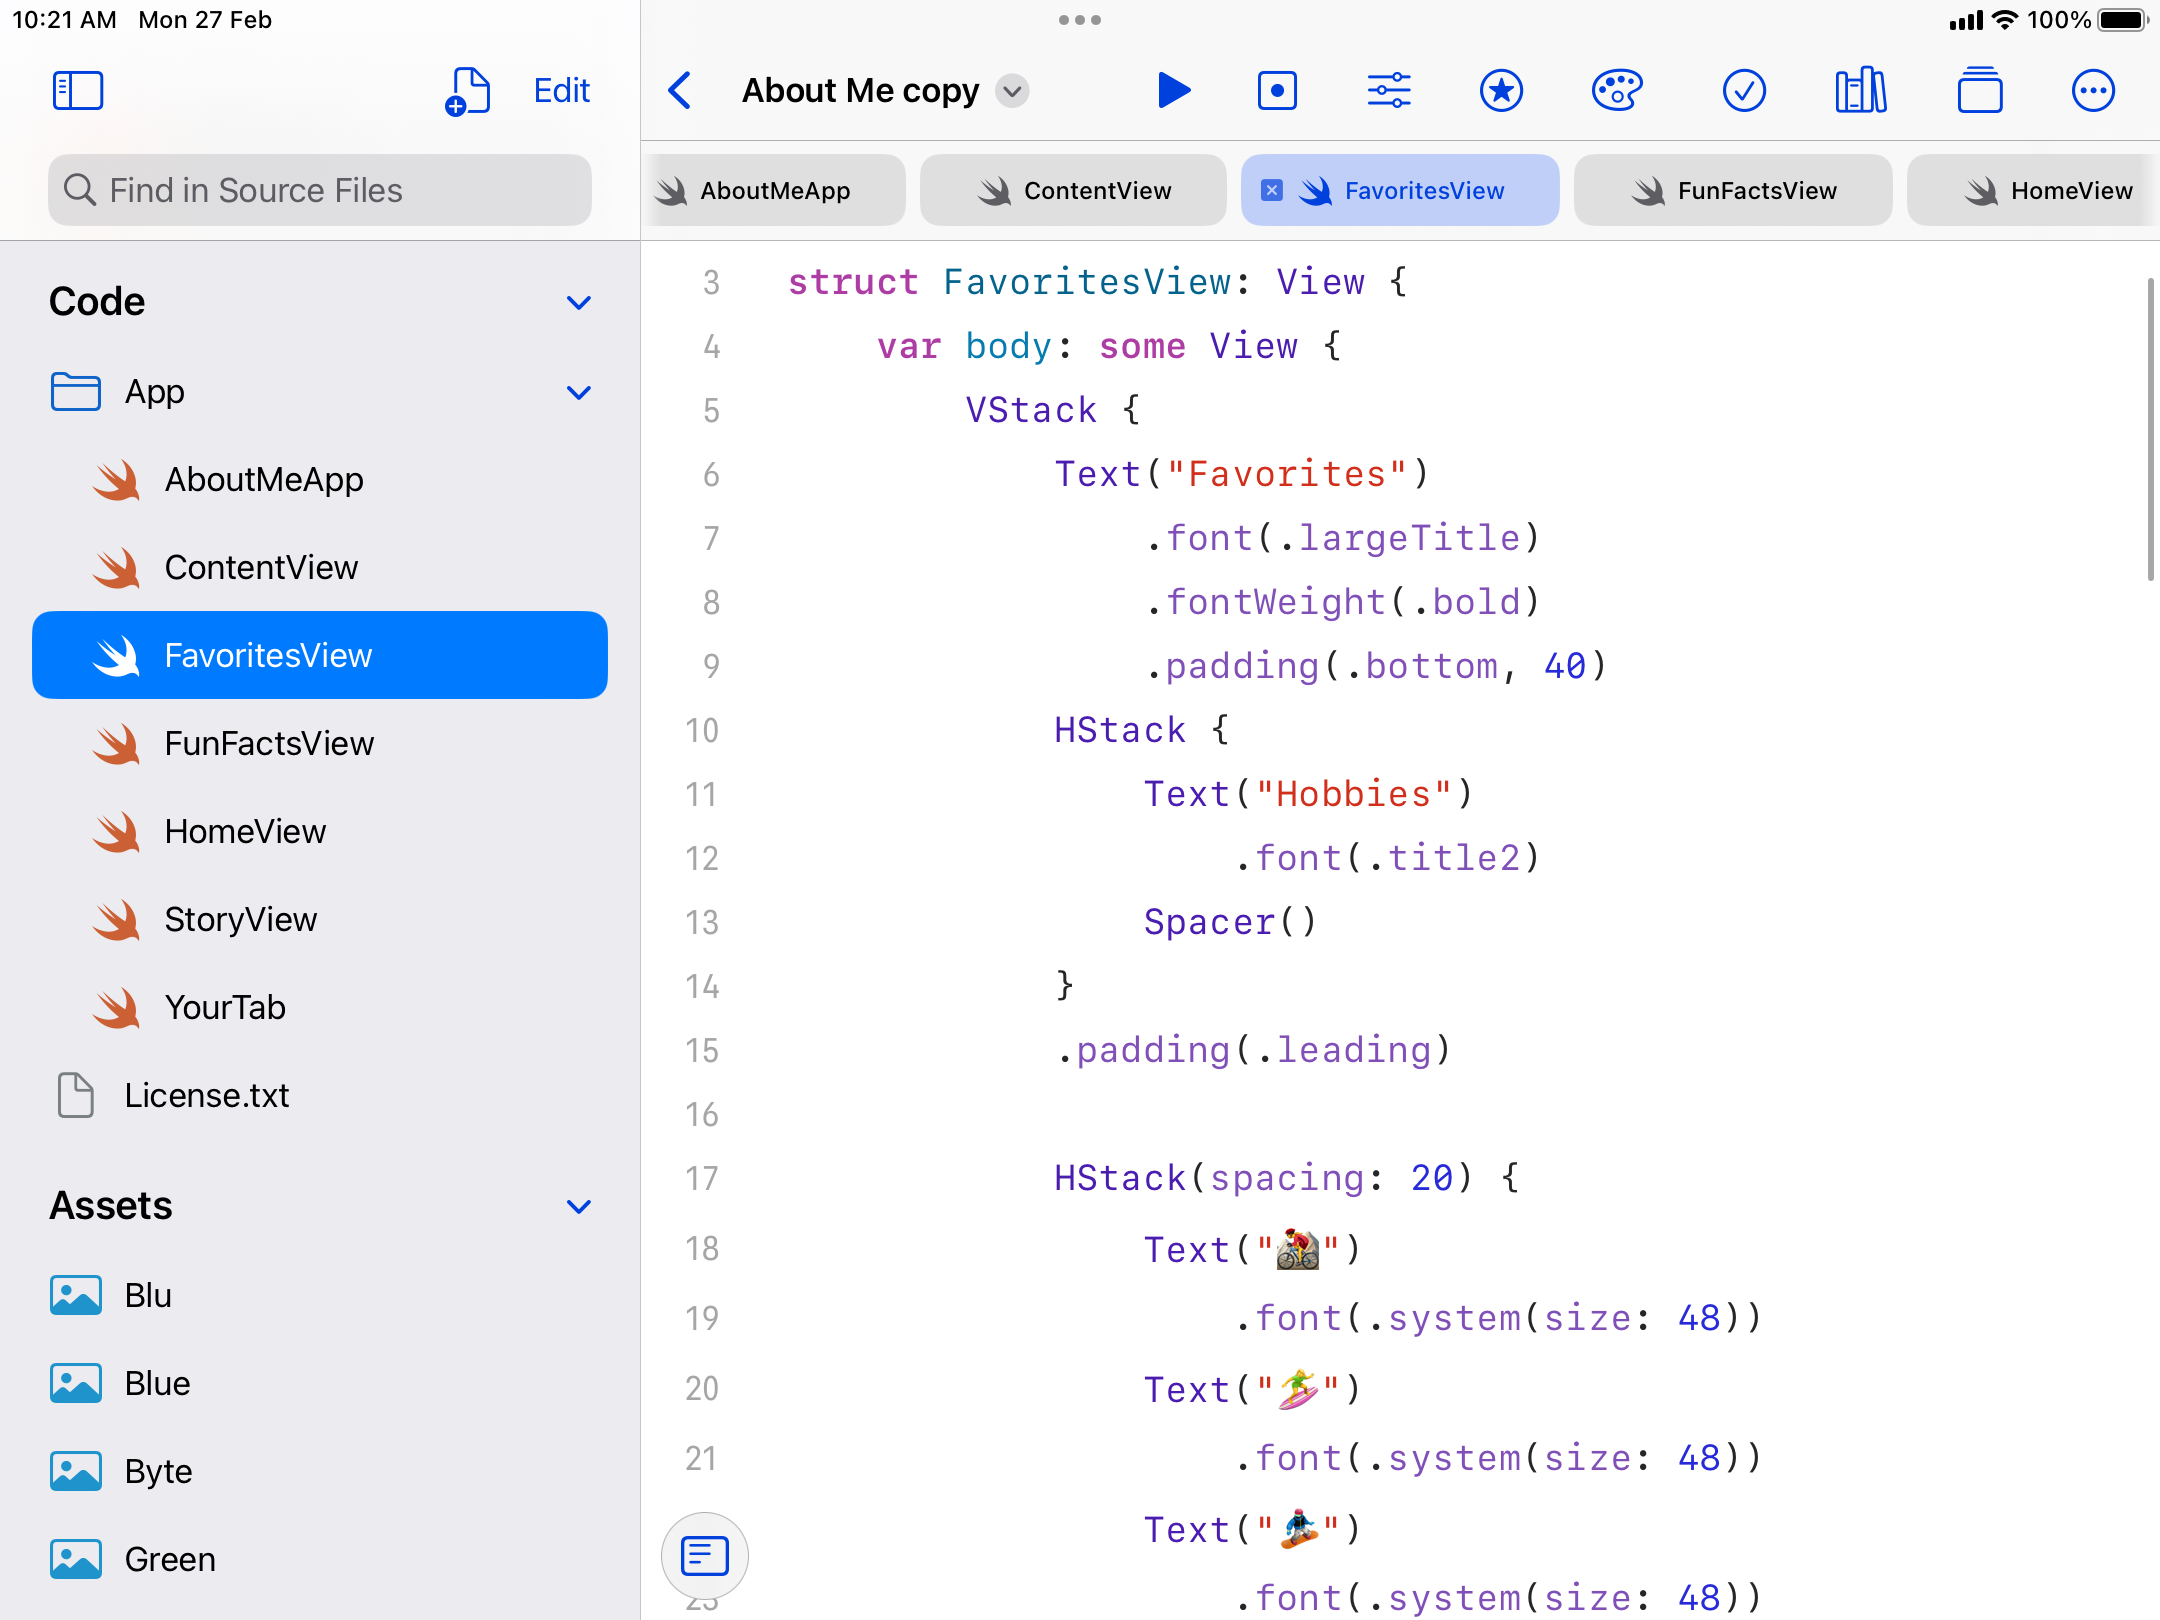 10:21 AM Mon 27 Feb
100%
Edit
About Me copy
Find in Source Files
AboutMeApp
ContentView
FavoritesView
FunFactsView
HomeView
Code
App
AboutMeApp
ContentView
FavoritesView
FunFactsView
HomeView
StoryView
YourTab
License.txt
Assets
Blu
Blue
Byte
Green
3 struct FavoritesView: View {
4 var body: some View {
5 VStack {
6 Text("Favorites")
7 .font(.largeTitle)
8 .fontWeight(.bold)
9 .padding(.bottom, 40)
10 HStack {
11 Text("Hobbies")
12 .font(.title2)
13 Spacer()
14 }
15 .padding(.leading)
16
17 HStack(spacing: 20) {
18 Text("🚵")
19 .font(.system(size: 48))
20 Text("🏄")
21 .font(.system(size: 48))
Text("🏂")
.font(.system(size: 48))